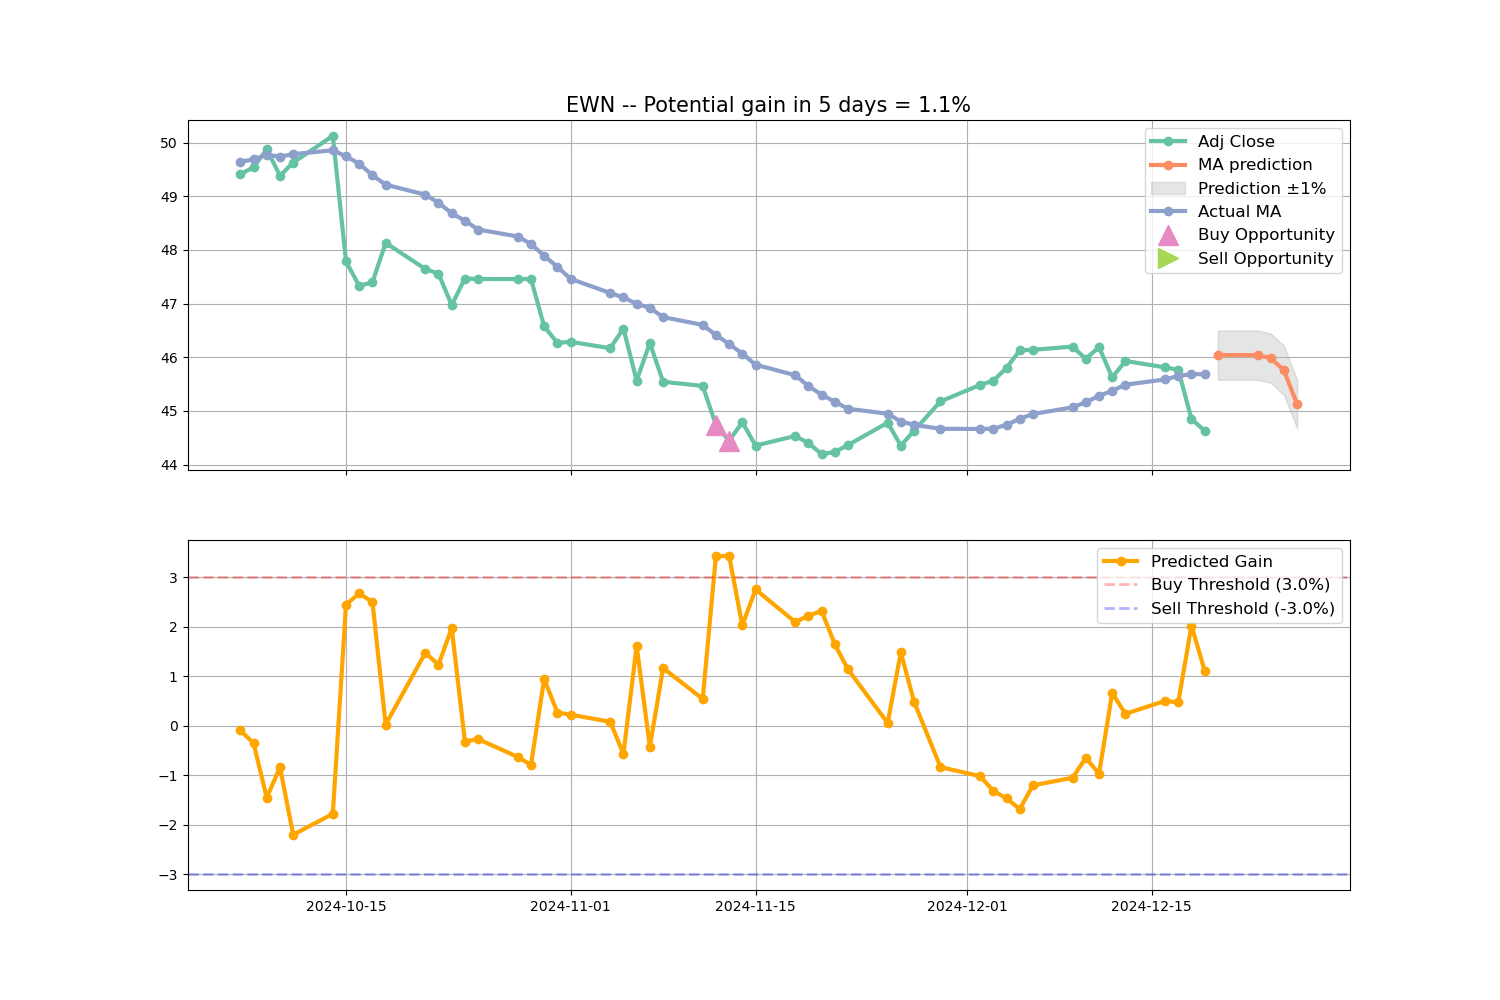 EWN -- Potential gain in 5 days = 1.1%
50
49
48
47
46
45
44
Adj Close
MA prediction
Prediction ±1%
Actual MA
Buy Opportunity
Sell Opportunity
3
2
1
0
−1
−2
−3
Predicted Gain
Buy Threshold (3.0%)
Sell Threshold (-3.0%)
2024-10-15
2024-11-01
2024-11-15
2024-12-01
2024-12-15